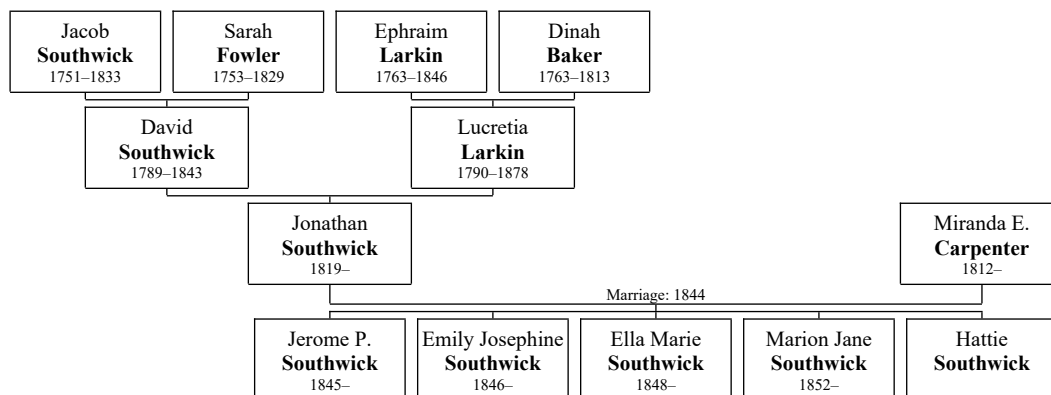 Jacob
Southwick
1751–1833
Sarah
Fowler
1753–1829
Ephraim
Larkin
1763–1846
Dinah
Baker
1763–1813
David
Southwick
1789–1843
Lucretia
Larkin
1790–1878
Jonathan
Southwick
1819–
Miranda E.
Carpenter
1812–
Marriage: 1844
Jerome P.
Southwick
1845–
Emily Josephine
Southwick
1846–
Ella Marie
Southwick
1848–
Marion Jane
Southwick
1852–
Hattie
Southwick